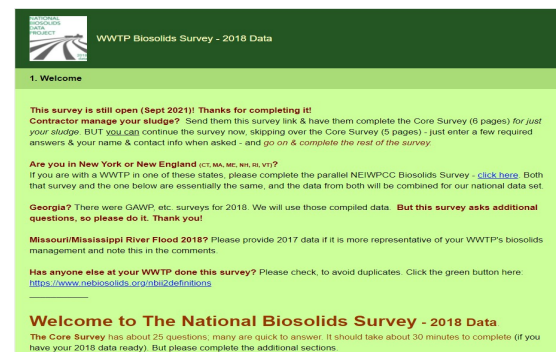 NATIONAL
BIOSOLIDS
DATA
PROJECT
WWTP Biosolids Survey - 2018 Data
1. Welcome
This survey is still open (Sept 2021)! Thanks for completing it!
Contractor manage your sludge? Send them this survey link & have them complete the Core Survey (6 pages) for just
your sludge. BUT you can continue the survey now, skipping over the Core Survey (5 pages) - just enter a few required
answers & your name & contact info when asked - and go on & complete the rest of the survey.
Are you in New York or New England (CT, MA, ME, NH, RI, VT)?
If you are with a WWTP in one of these states, please complete the parallel NEIWPCC Biosolids Survey - click here. Both
that survey and the one below are essentially the same, and the data from both will be combined for our national data set.
Georgia? There were GAWP, etc. surveys for 2018. We will use those compiled data. But this survey asks additional
questions, so please do it. Thank you!
Missouri/Mississippi River Flood 2018? Please provide 2017 data if it is more representative of your WWTP's biosolids
management and note this in the comments.
Has anyone else at your WWTP done this survey? Please check, to avoid duplicates. Click the green button here:
https://www.nebiosolids.org/nbii2definitions
Welcome to The National Biosolids Survey - 2018 Data
The Core Survey has about 25 questions; many are quick to answer. It should take about 30 minutes to complete (if you
have your 2018 data ready). But please complete the additional sections.